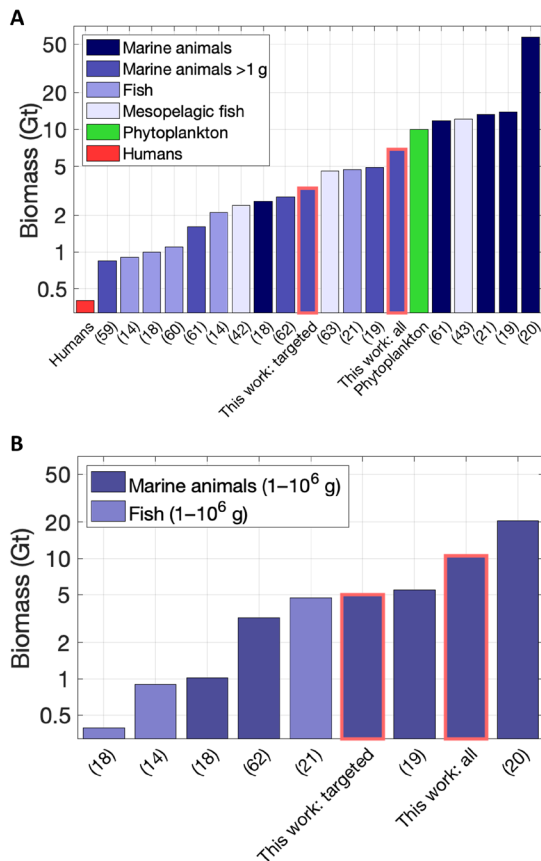 A
Biomass (Gt)
50
20
10
5
2
1
0.5
Marine animals
Marine animals >1 g
Fish
Mesopelagic fish
Phytoplankton
Humans
Humans
(59)
(14)
(18)
(60)
(61)
(14)
(42)
(18)
(62)
This work: targeted
(63)
(21)
(19)
This work: all
Phytoplankton
(61)
(43)
(21)
(19)
(20)
B
Biomass (Gt)
50
20
10
5
2
1
0.5
Marine animals (1–10⁶ g)
Fish (1–10⁶ g)
(18)
(14)
(18)
(62)
(21)
This work: targeted
(19)
This work: all
(20)